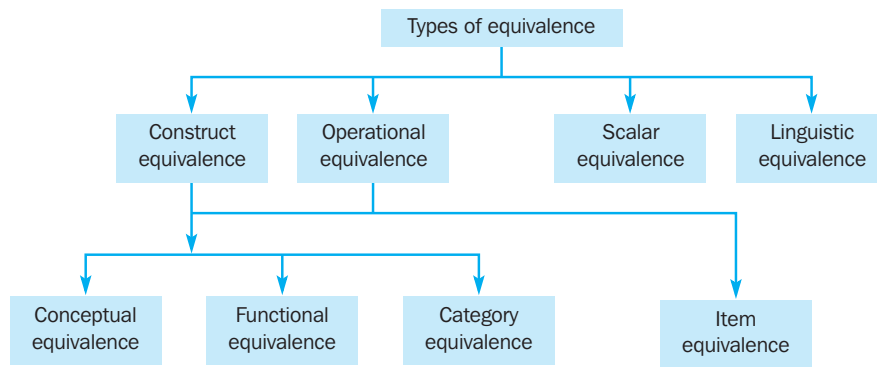 Types of equivalence
Construct
equivalence
Operational
equivalence
Scalar
equivalence
Linguistic
equivalence
Conceptual
equivalence
Functional
equivalence
Category
equivalence
Item
equivalence